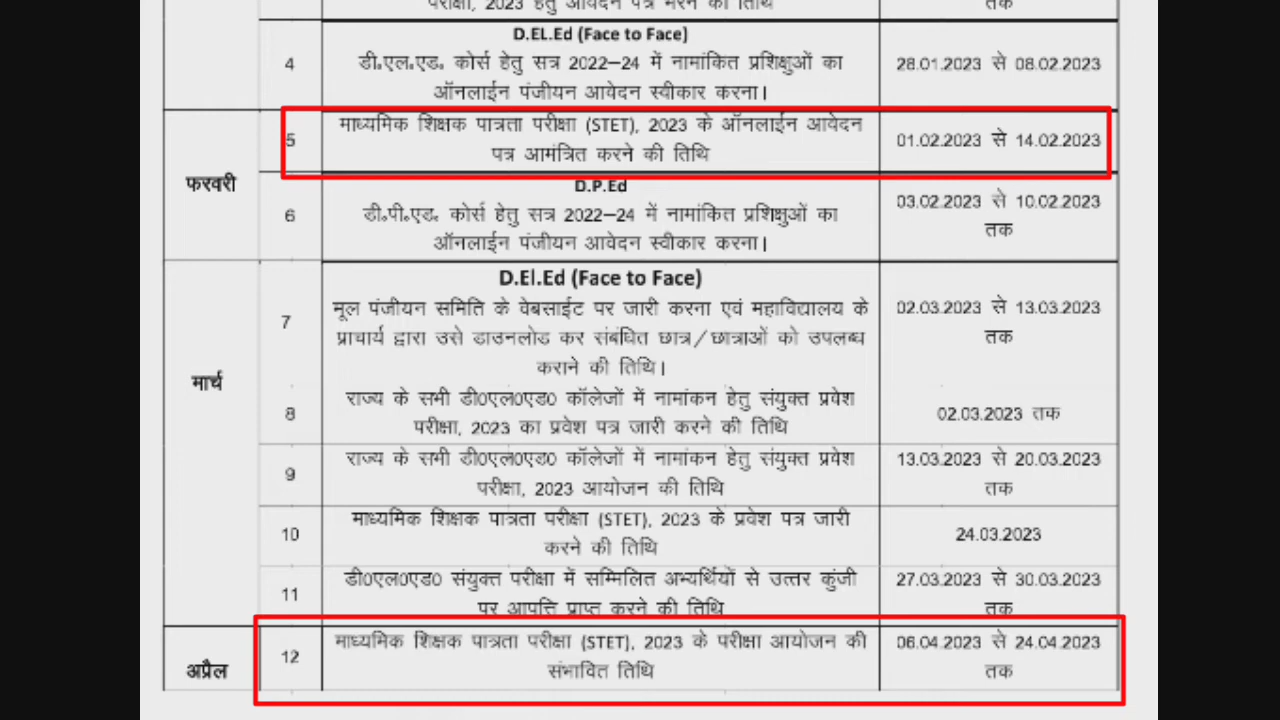 परीक्षा, 2023 हेतु आवेदन पत्र भरने की तिथि
तक
4
D.EL.Ed (Face to Face)
डी॰एल॰एड॰ कोर्स हेतु सत्र 2022–24 में नामांकित प्रशिक्षुओं का
ऑनलाईन पंजीयन आवेदन स्वीकार करना।
28.01.2023 से 08.02.2023
फरवरी
5
माध्यमिक शिक्षक पात्रता परीक्षा (STET), 2023 के ऑनलाईन आवेदन
पत्र आमंत्रित करने की तिथि
01.02.2023 से 14.02.2023
6
D.P.Ed
डी॰पी॰एड॰ कोर्स हेतु सत्र 2022–24 में नामांकित प्रशिक्षुओं का
ऑनलाईन पंजीयन आवेदन स्वीकार करना।
03.02.2023 से 10.02.2023
तक
मार्च
7
D.El.Ed (Face to Face)
मूल पंजीयन समिति के वेबसाईट पर जारी करना एवं महाविद्यालय के
प्राचार्य द्वारा उसे डाउनलोड कर संबंधित छात्र/छात्राओं को उपलब्ध
कराने की तिथि।
02.03.2023 से 13.03.2023
तक
8
राज्य के सभी डी0एल0एड0 कॉलेजों में नामांकन हेतु संयुक्त प्रवेश
परीक्षा, 2023 का प्रवेश पत्र जारी करने की तिथि
02.03.2023 तक
9
राज्य के सभी डी0एल0एड0 कॉलेजों में नामांकन हेतु संयुक्त प्रवेश
परीक्षा, 2023 आयोजन की तिथि
13.03.2023 से 20.03.2023
तक
10
माध्यमिक शिक्षक पात्रता परीक्षा (STET), 2023 के प्रवेश पत्र जारी
करने की तिथि
24.03.2023
11
डी0एल0एड0 संयुक्त परीक्षा में सम्मिलित अभ्यर्थियों से उत्तर कुंजी
पर आपत्ति प्राप्त करने की तिथि
27.03.2023 से 30.03.2023
तक
अप्रैल
12
माध्यमिक शिक्षक पात्रता परीक्षा (STET), 2023 के परीक्षा आयोजन की
संभावित तिथि
06.04.2023 से 24.04.2023
तक